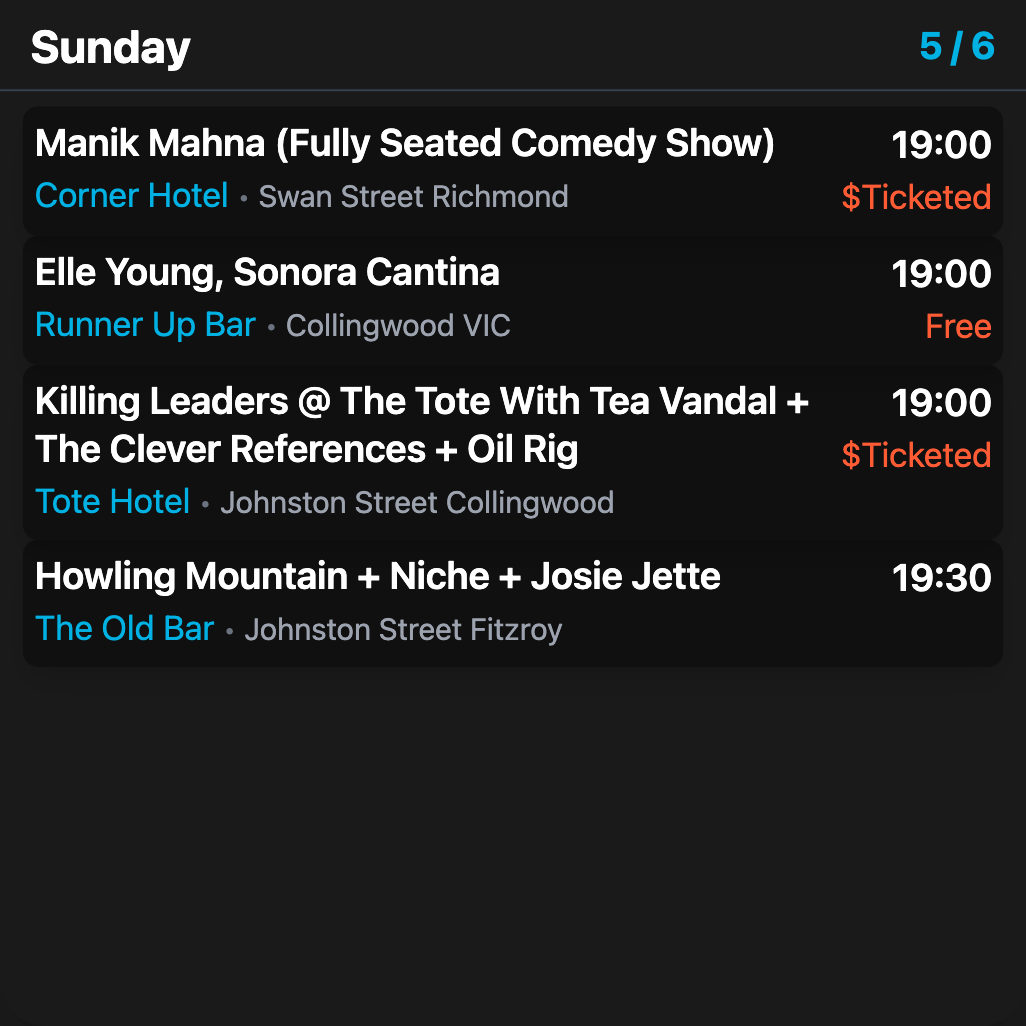 Sunday 5 / 6
Manik Mahna (Fully Seated Comedy Show) 19:00
Corner Hotel • Swan Street Richmond $Ticketed
Elle Young, Sonora Cantina 19:00
Runner Up Bar • Collingwood VIC Free
Killing Leaders @ The Tote With Tea Vandal + 19:00
The Clever References + Oil Rig $Ticketed
Tote Hotel • Johnston Street Collingwood
Howling Mountain + Niche + Josie Jette 19:30
The Old Bar • Johnston Street Fitzroy